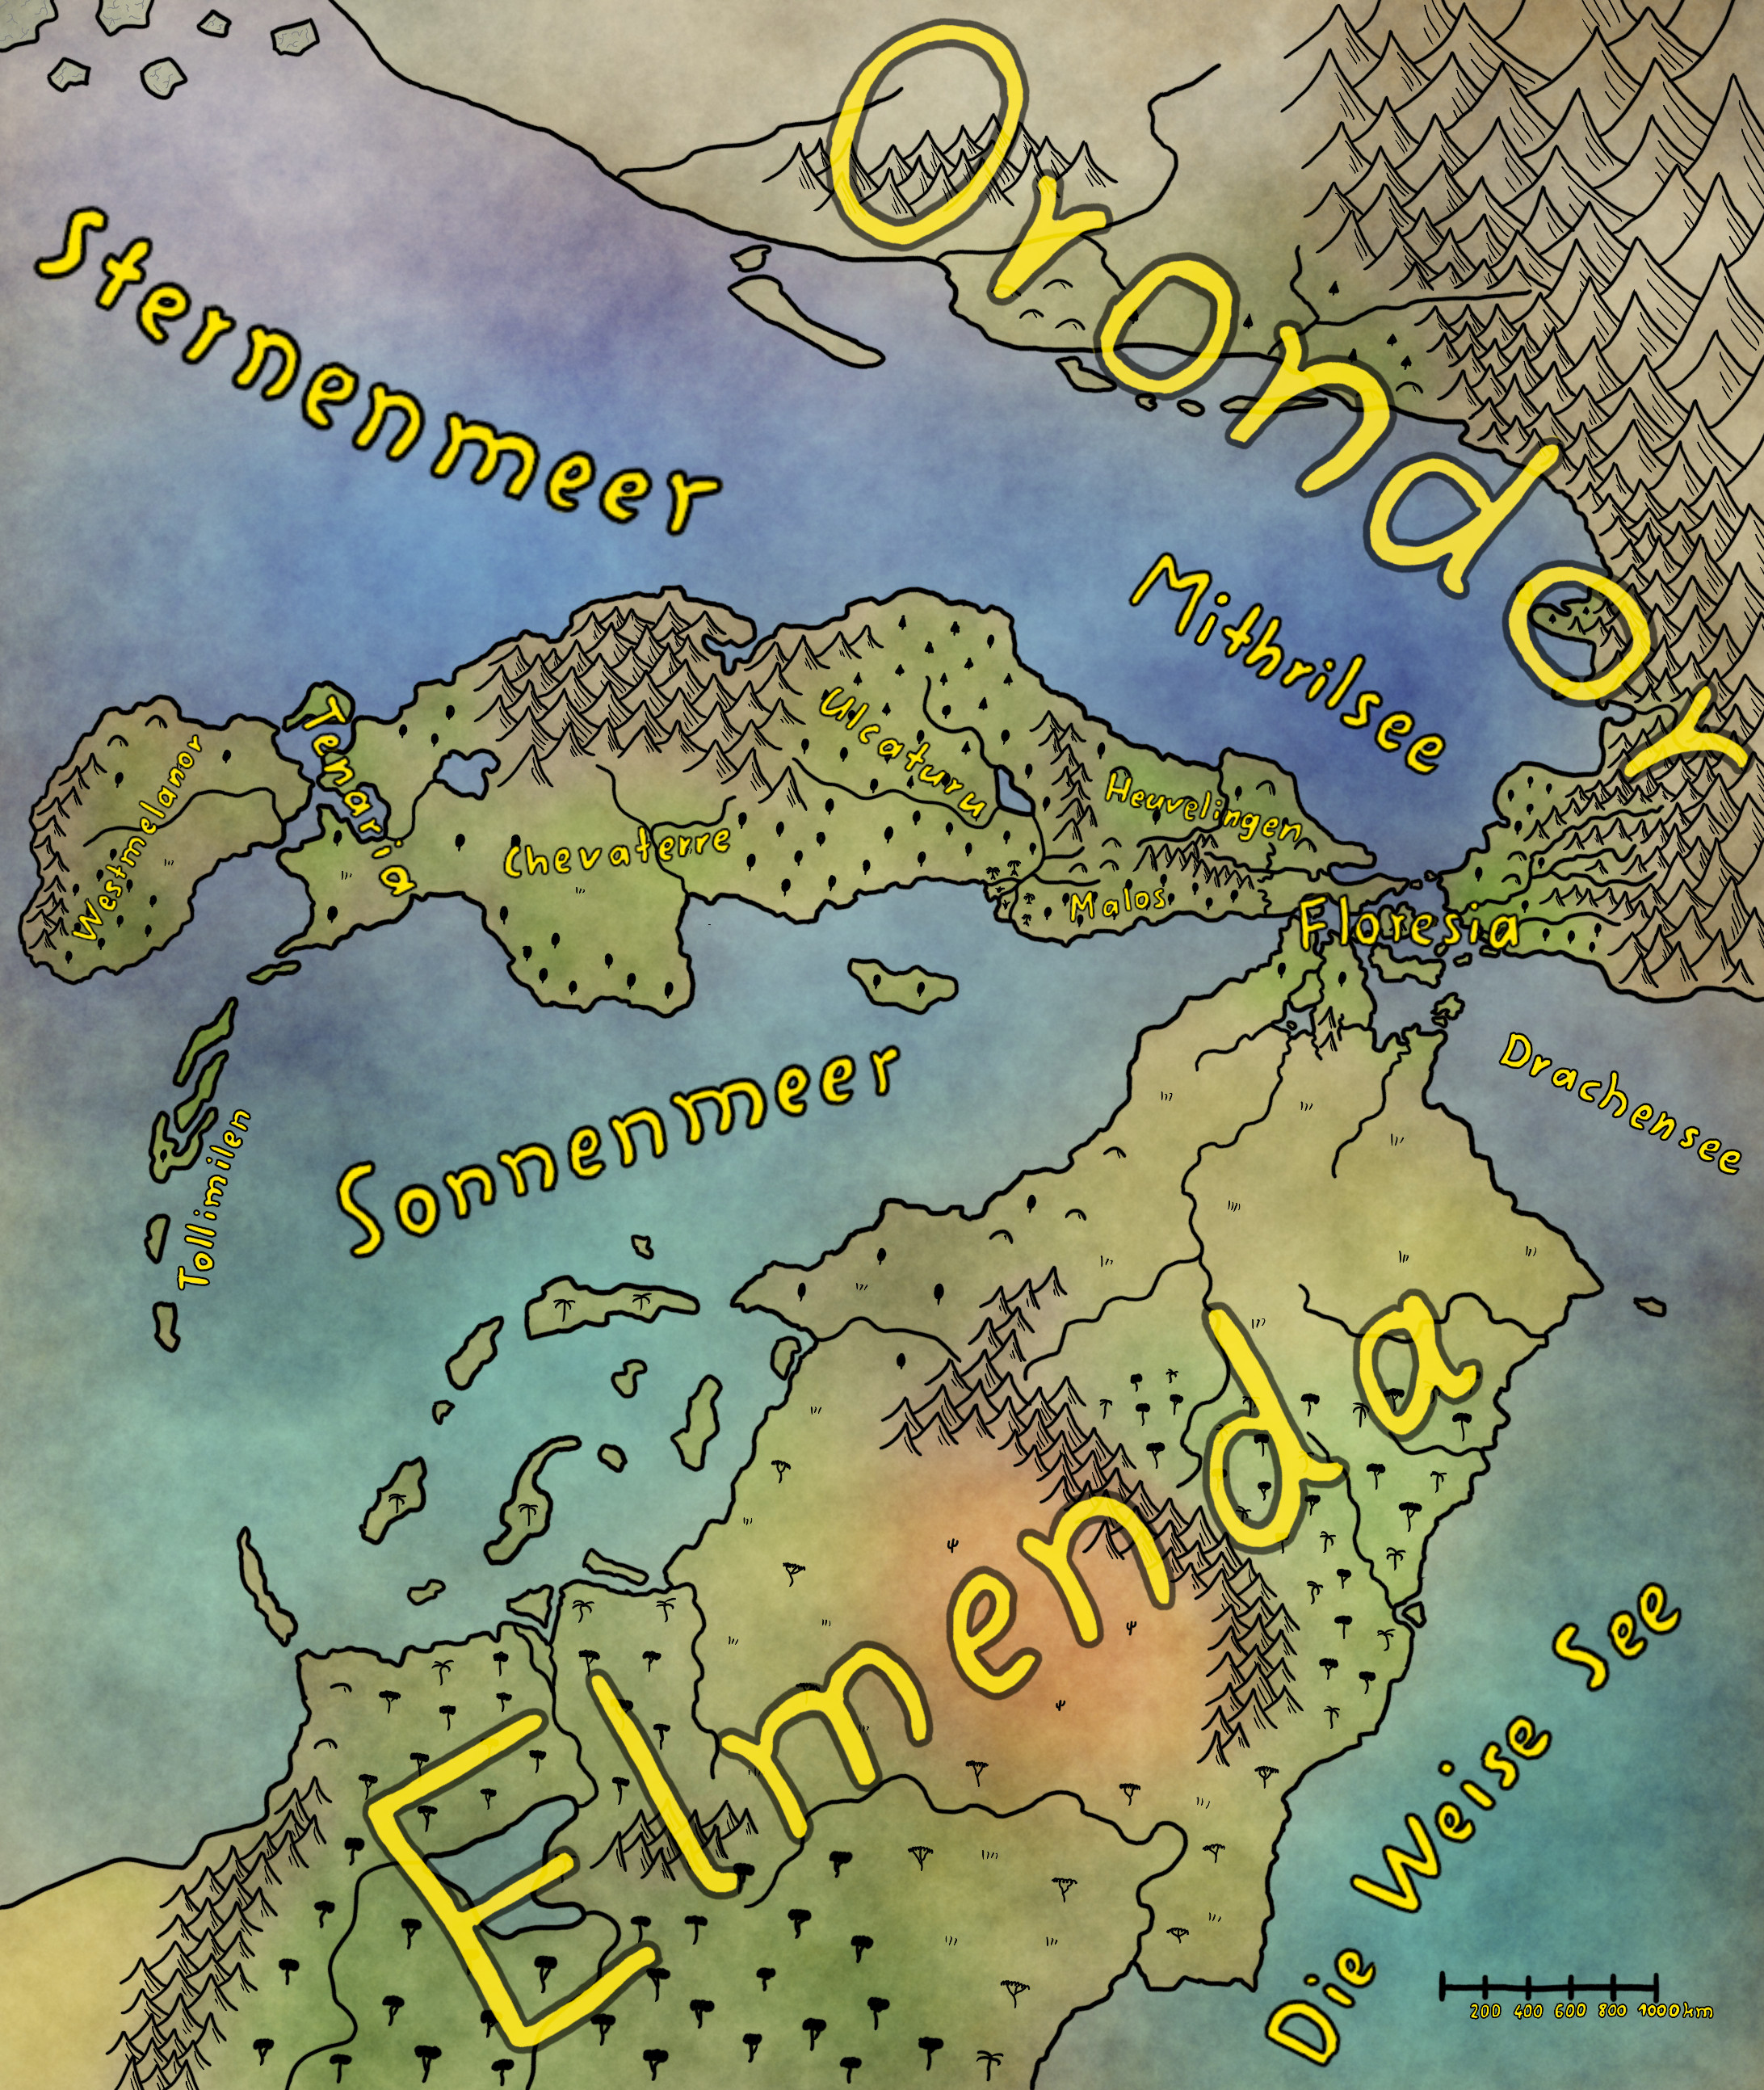 Orondor
Sternenmeer
Mithrilsee
Tenaria
Ulcaturu
Westmelanor
Heuvelingen
Chevaterre
Malos
Floresia
Drachensee
Sonnenmeer
Tollimilen
Elmenda
Die Weise See
200 400 600 800 1000 km